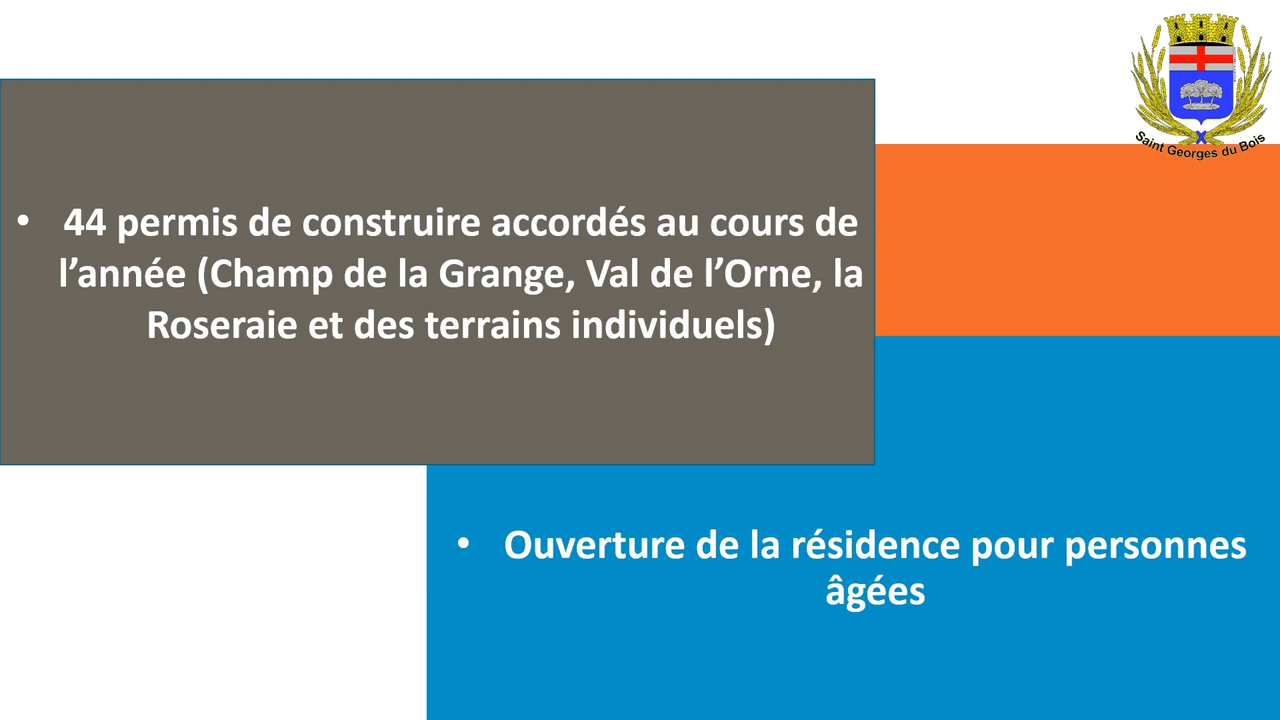 Saint Georges du Bois
• 44 permis de construire accordés au cours de
l’année (Champ de la Grange, Val de l’Orne, la
Roseraie et des terrains individuels)
• Ouverture de la résidence pour personnes
âgées